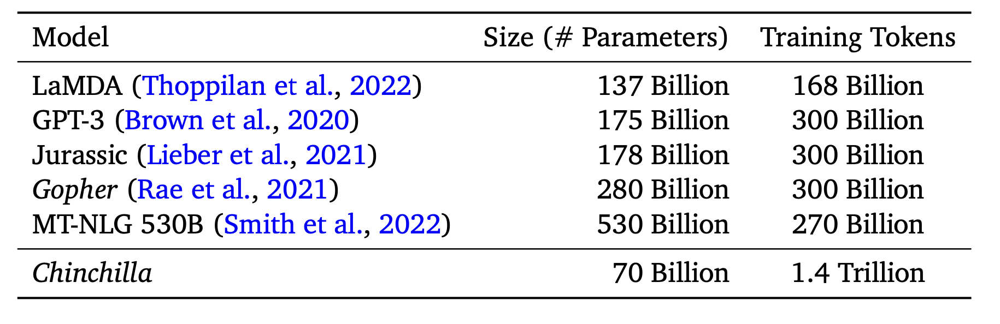 Model Size (# Parameters) Training Tokens
LaMDA (Thoppilan et al., 2022) 137 Billion 168 Billion
GPT-3 (Brown et al., 2020) 175 Billion 300 Billion
Jurassic (Lieber et al., 2021) 178 Billion 300 Billion
Gopher (Rae et al., 2021) 280 Billion 300 Billion
MT-NLG 530B (Smith et al., 2022) 530 Billion 270 Billion
Chinchilla 70 Billion 1.4 Trillion